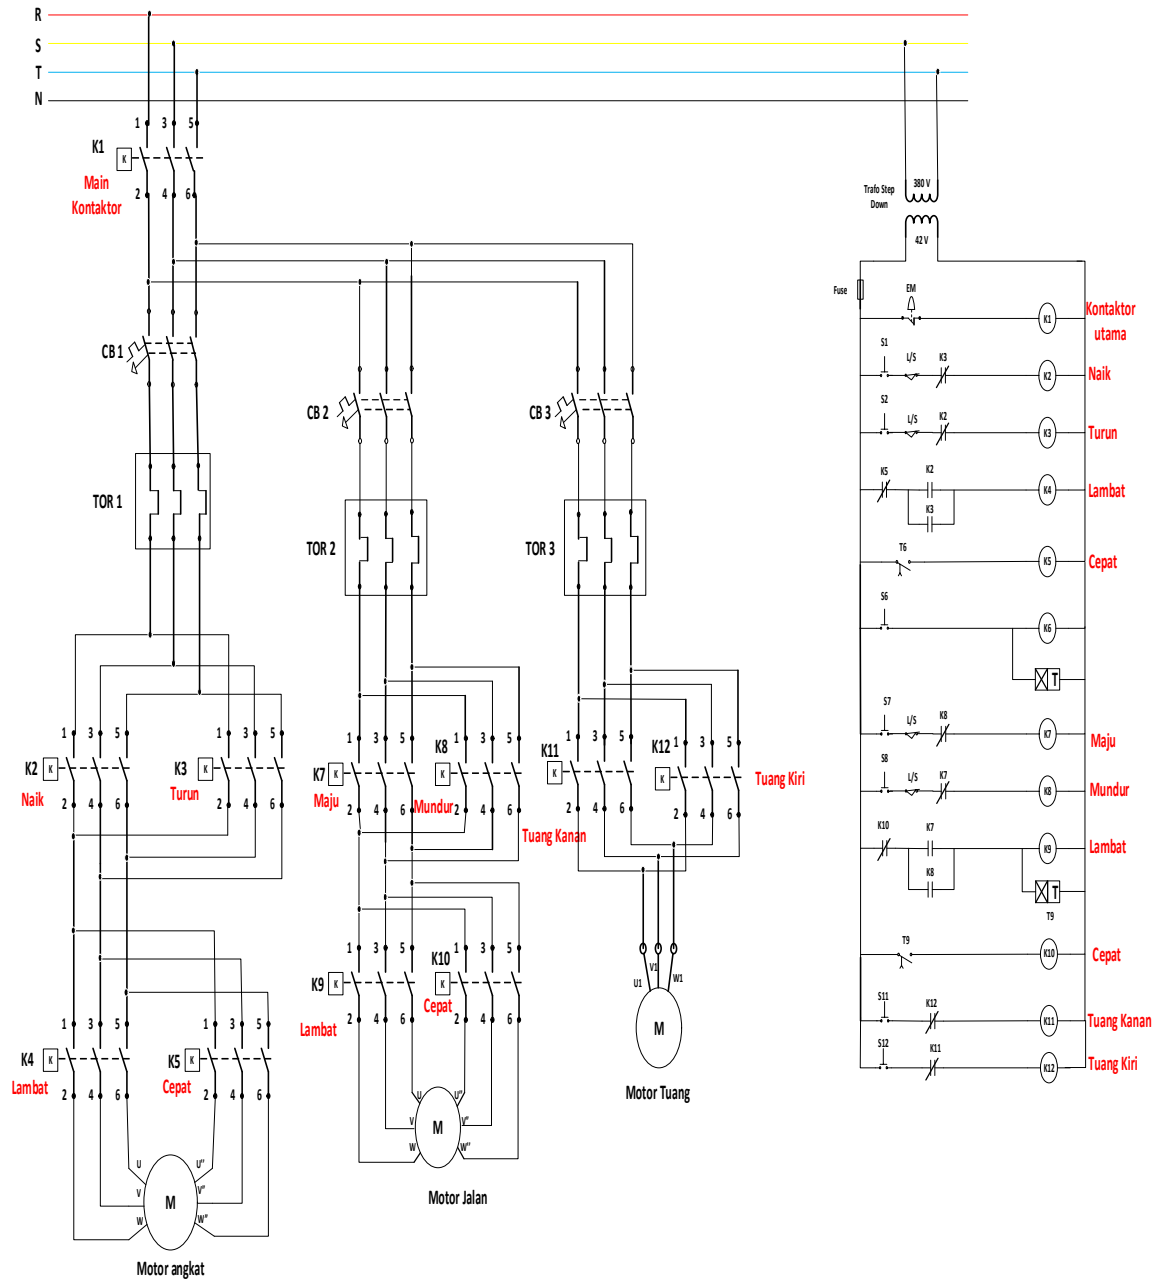 R
S
T
N
1 3 5
K1
K
Main
Kontaktor
2 4 6
Trafo Step
Down
380 V
42 V
CB 1
CB 2
CB 3
TOR 1
TOR 2
TOR 3
1 3 5
K2
K
Naik
2 4 6
1 3 5
K3
K
Turun
2 4 6
1 3 5
K7
K
Maju
2 4 6
1 3 5
K8
K
Mundur
2 4 6
1 3 5
K11
K
Tuang Kanan
2 4 6
1 3 5
K12
K
Tuang Kiri
2 4 6
1 3 5
K4
K
Lambat
2 4 6
1 3 5
K5
K
Cepat
2 4 6
1 3 5
K9
K
Lambat
2 4 6
1 3 5
K10
K
Cepat
2 4 6
U1 V1 W1
M
Motor Tuang
U U"
V V"
W W"
M
Motor Jalan
U U"
V V"
W W"
M
Motor angkat
Fuse
EM
K1
Kontaktor
utama
S1 L/S K3
K2
Naik
S2 L/S K2
K3
Turun
K5 K2
K3
K4
Lambat
T6
K5
Cepat
S6
K6
T
S7 L/S K8
K7
Maju
S8 L/S K7
K8
Mundur
K10 K7
K8
K9
Lambat
T
T9
T9
K10
Cepat
S11 K12
K11
Tuang Kanan
S12 K11
K12
Tuang Kiri